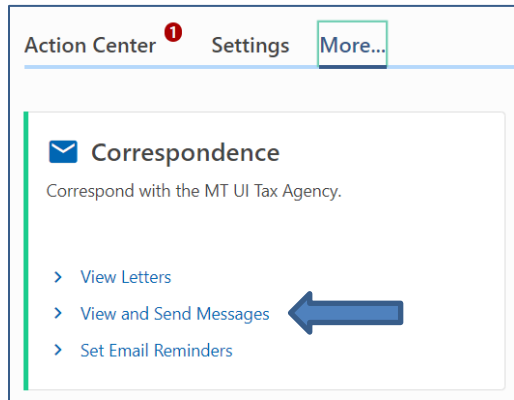 Action Center 1 Settings More...
Correspondence
Correspond with the MT UI Tax Agency.
> View Letters
> View and Send Messages
> Set Email Reminders